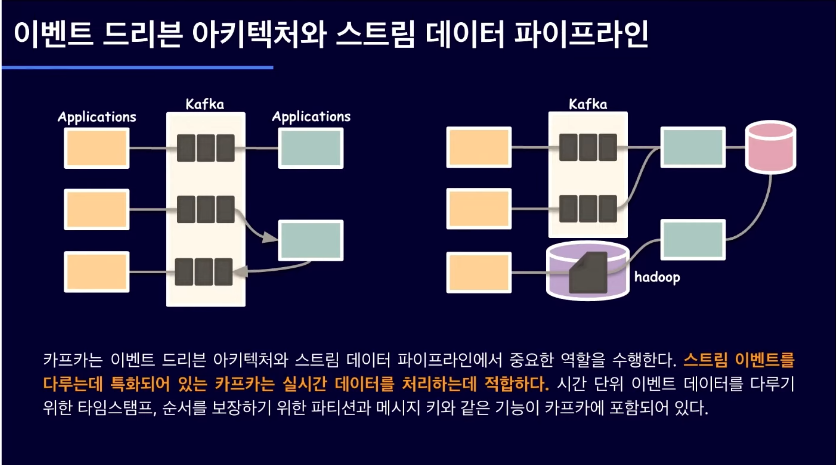 이벤트 드리븐 아키텍처와 스트림 데이터 파이프라인
Applications
Kafka
Applications
Kafka
hadoop
카프카는 이벤트 드리븐 아키텍처와 스트림 데이터 파이프라인에서 중요한 역할을 수행한다. 스트림 이벤트를
다루는데 특화되어 있는 카프카는 실시간 데이터를 처리하는데 적합하다. 시간 단위 이벤트 데이터를 다루기
위한 타임스탬프, 순서를 보장하기 위한 파티션과 메시지 키와 같은 기능이 카프카에 포함되어 있다.